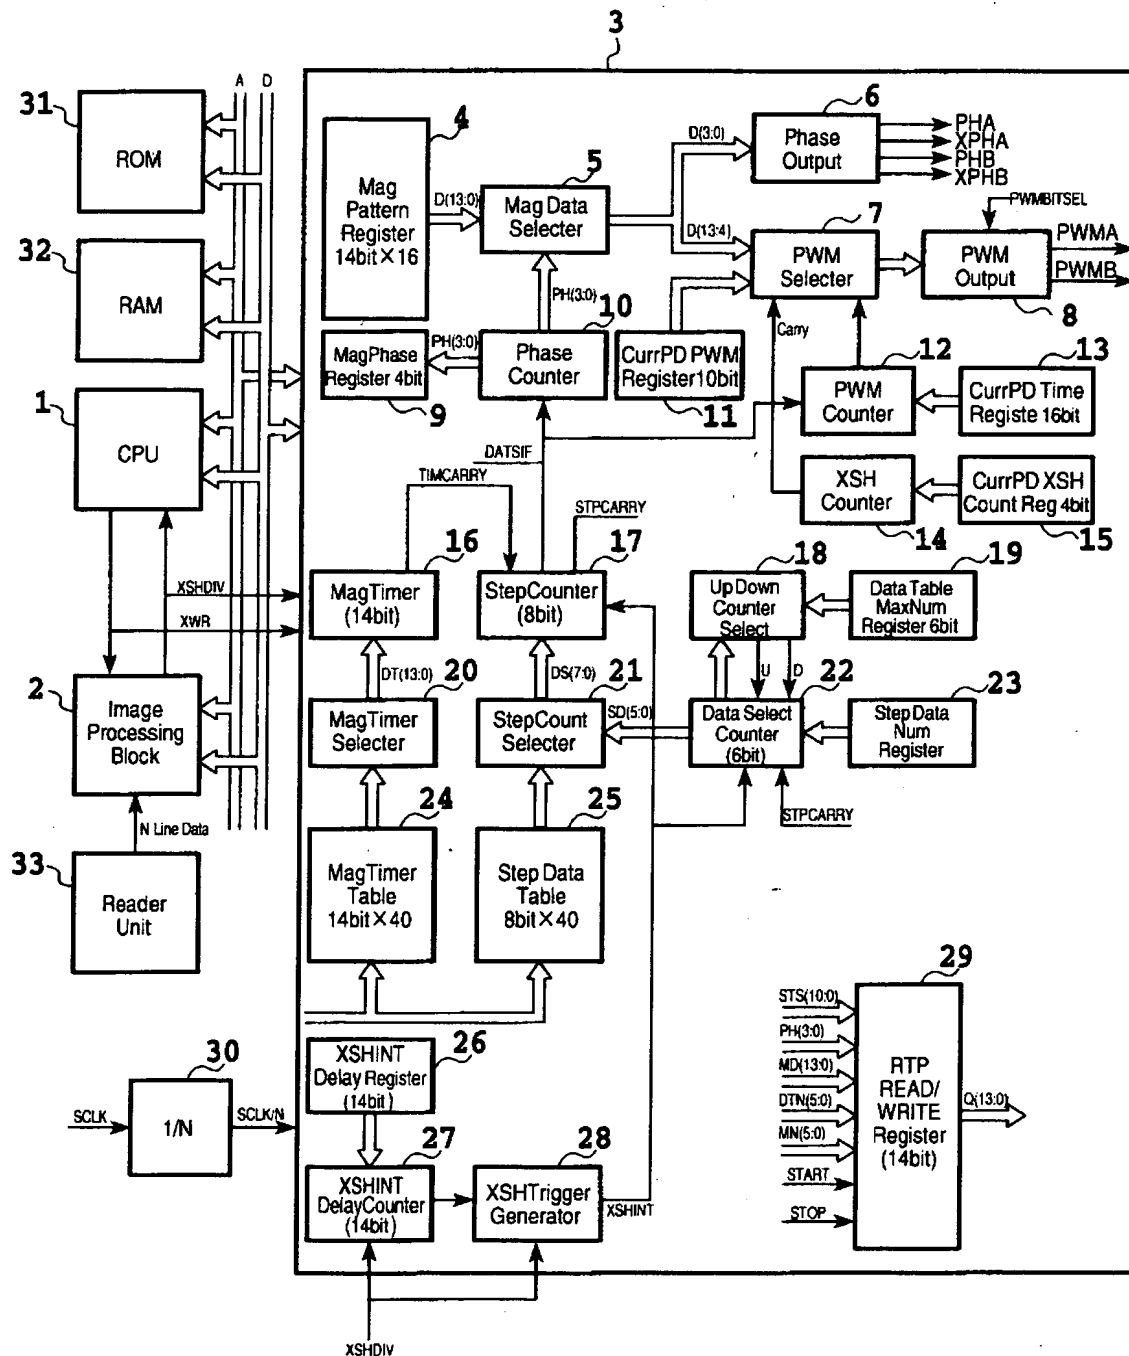 3
A D
31
ROM
32
RAM
1
CPU
XSHDIV
XWR
2
Image
Processing
Block
N Line Data
33
Reader
Unit
30
SCLK
1/N
SCLK/N
4
Mag
Pattern
Register
14bit×16
D(13:0)
5
Mag Data
Selecter
D(3:0)
D(13:4)
6
Phase
Output
PHA
XPHA
PHB
XPHB
7
PWM
Selecter
PWMBITSEL
PWM
Output
8
PWMA
PWMB
PH(3:0)
PH(3:0)
MagPhase
Register 4bit
9
10
Phase
Counter
CurrPD PWM
Register10bit
11
Carry
12
PWM
Counter
13
CurrPD Time
Registe 16bit
XSH
Counter
14
CurrPD XSH
Count Reg 4bit
15
DATSIF
TIMCARRY
STPCARRY
16
MagTimer
(14bit)
17
StepCounter
(8bit)
18
Up Down
Counter
Select
19
Data Table
MaxNum
Register 6bit
U D
DT(13:0)
20
MagTimer
Selecter
DS(7:0)
21
StepCount
Selecter
SD(5:0)
22
Data Select
Counter
(6bit)
23
Step Data
Num
Register
STPCARRY
24
MagTimer
Table
14bit×40
25
Step Data
Table
8bit×40
26
XSHINT
Delay Register
(14bit)
27
XSHINT
DelayCounter
(14bit)
28
XSHTrigger
Generator
XSHINT
XSHDIV
29
STS(10:0)
PH(3:0)
MD(13:0)
DTN(5:0)
MN(5:0)
START
STOP
RTP
READ/
WRITE
Register
(14bit)
Q(13:0)